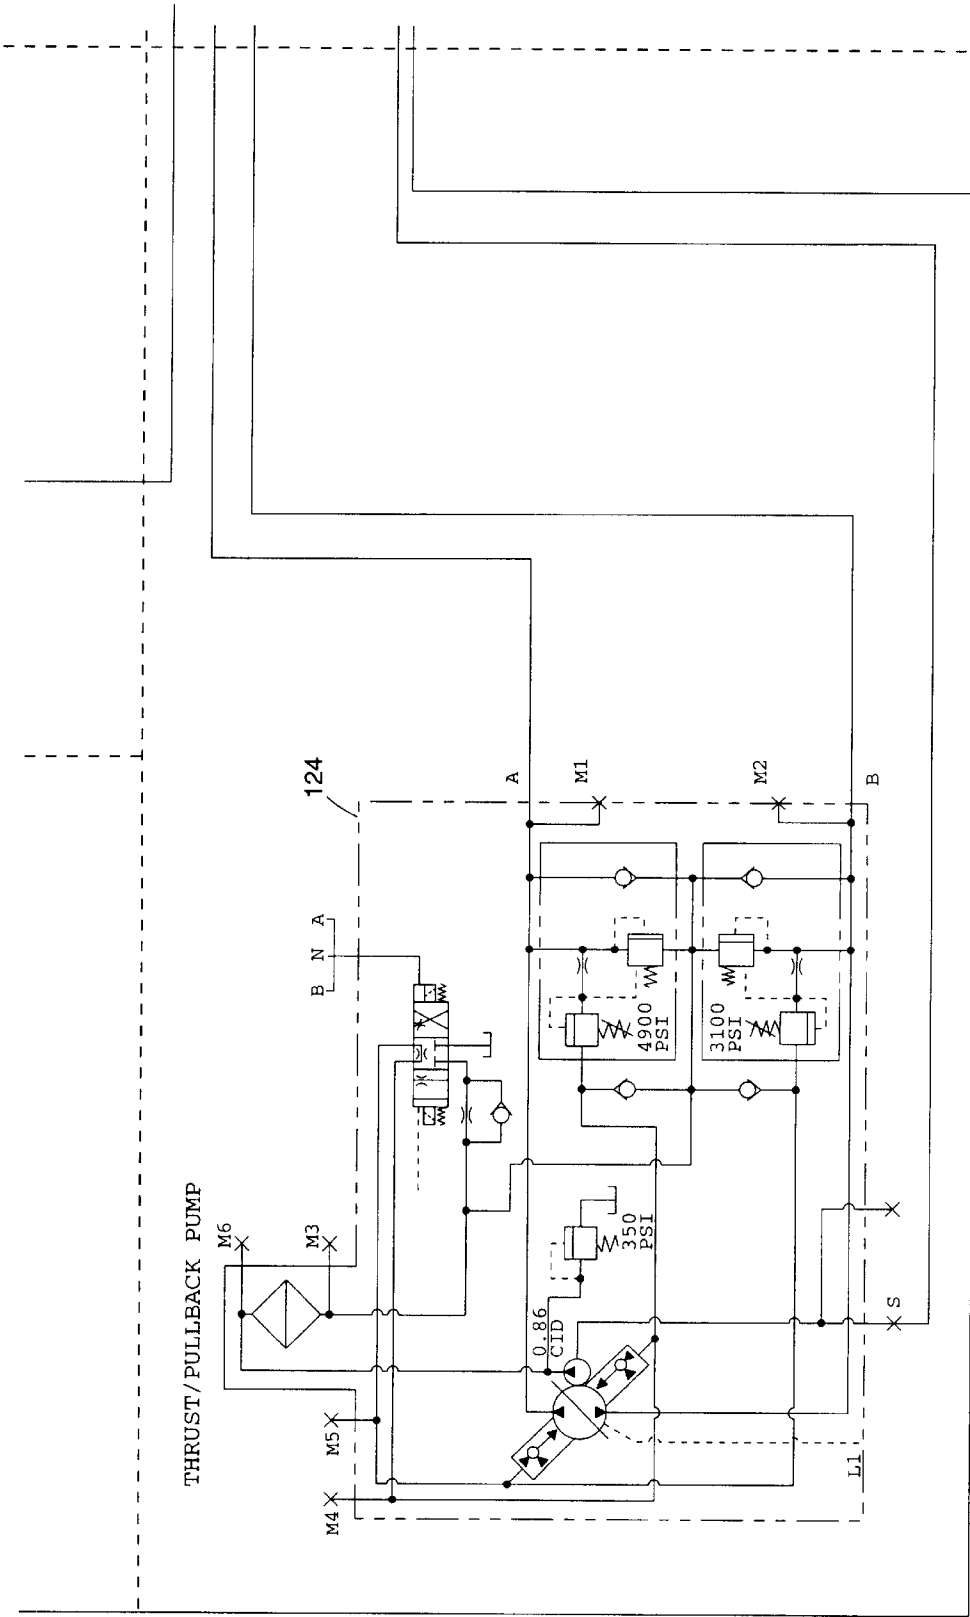 THRUST/PULLBACK PUMP
124
M4
M5
M6
M3
B N A
0.86
CID
350
PSI
4900
PSI
3100
PSI
A
M1
M2
B
L1
S